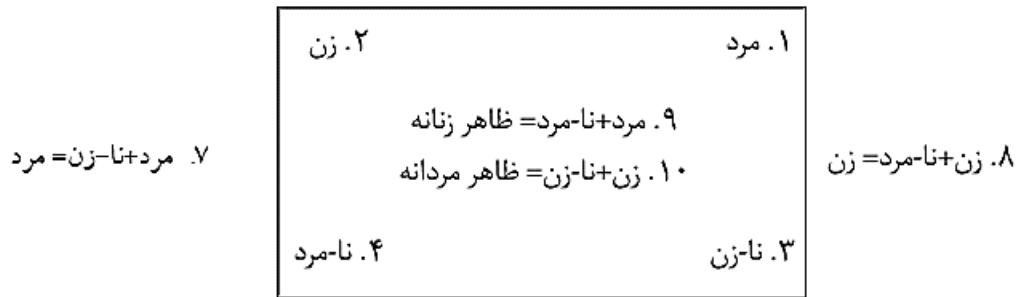 ۱. مرد
۲. زن
۹. مرد+نا-مرد= ظاهر زنانه
۸. زن+نا-مرد= زن
۷. مرد+نا-زن= مرد
۱۰. زن+نا-زن= ظاهر مردانه
۳. نا-زن
۴. نا-مرد